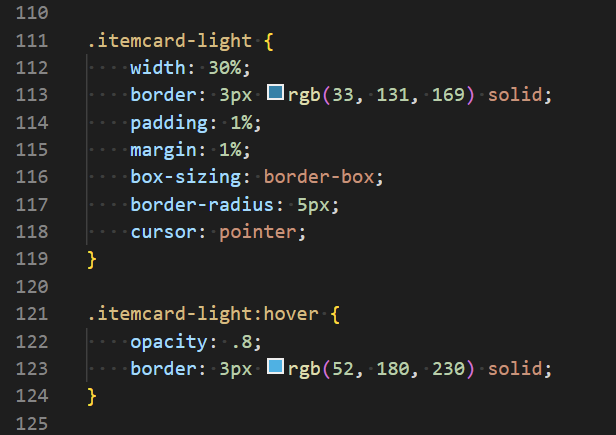 110
111 .itemcard-light {
112     width: 30%;
113     border: 3px rgb(33, 131, 169) solid;
114     padding: 1%;
115     margin: 1%;
116     box-sizing: border-box;
117     border-radius: 5px;
118     cursor: pointer;
119 }
120
121 .itemcard-light:hover {
122     opacity: .8;
123     border: 3px rgb(52, 180, 230) solid;
124 }
125